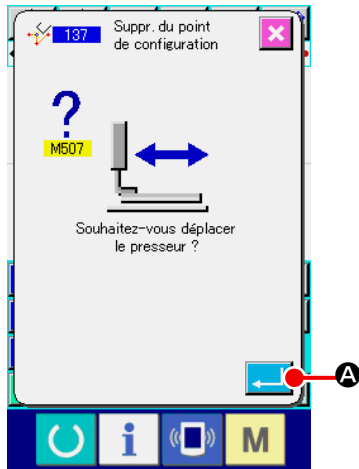 137
Suppr. du point
de configuration
?
M507
Souhaitez-vous déplacer
le presseur ?
A
i
M